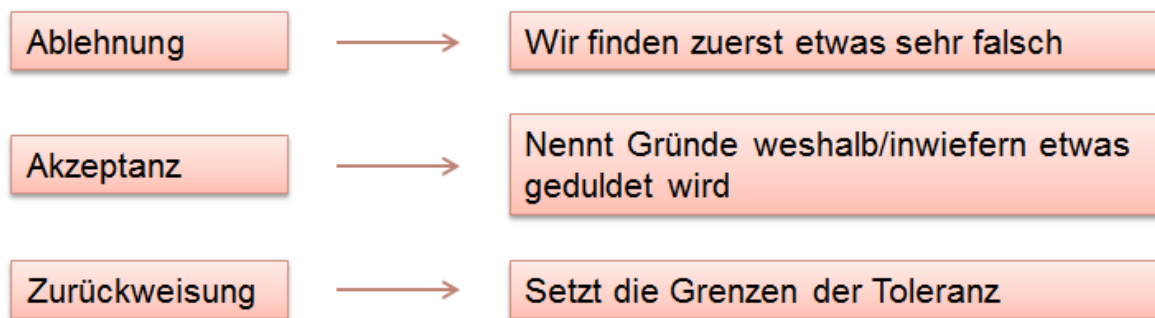 Ablehnung
Wir finden zuerst etwas sehr falsch
Akzeptanz
Nennt Gründe weshalb/inwiefern etwas
geduldet wird
Zurückweisung
Setzt die Grenzen der Toleranz